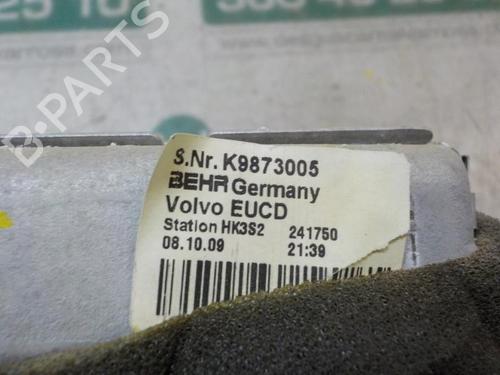 B-PARTS
S.Nr. K9873005
BEHR Germany
Volvo EUCD
Station HK3S2 241750
08.10.09 21:39